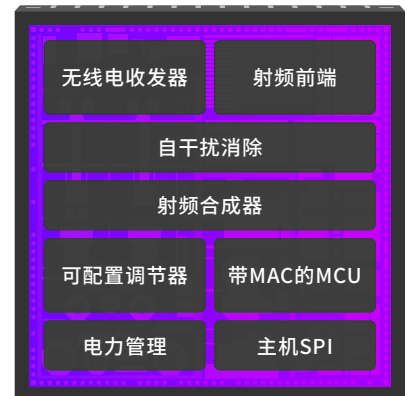 无线电收发器
射频前端
自干扰消除
射频合成器
可配置调节器
带MAC的MCU
电力管理
主机SPI